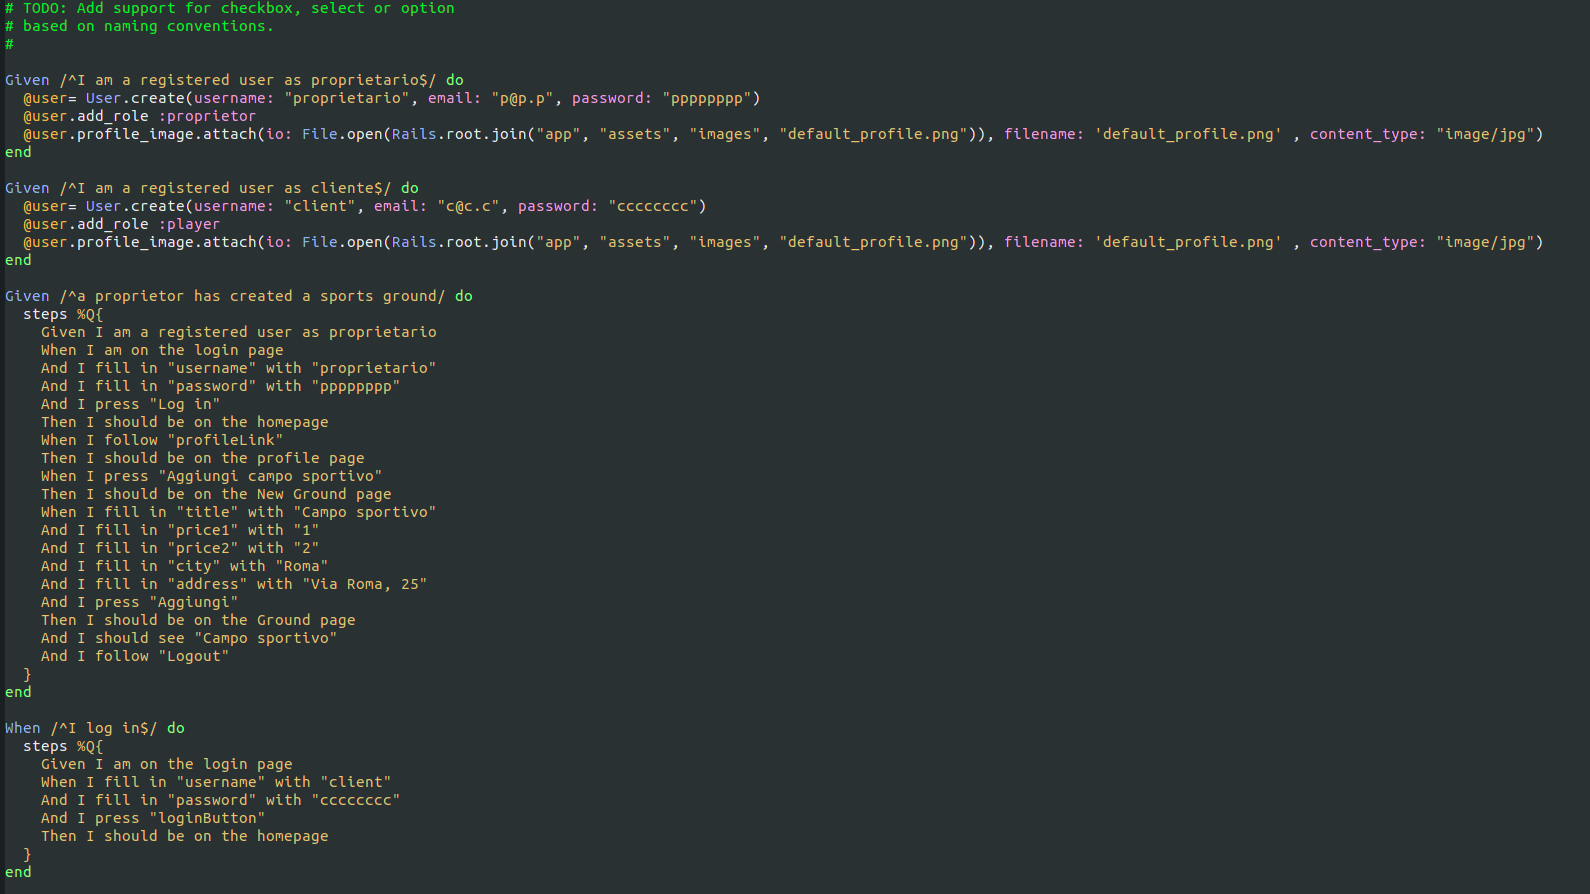 # TODO: Add support for checkbox, select or option
# based on naming conventions.
#
Given /^I am a registered user as proprietario$/ do
@user= User.create(username: "proprietario", email: "p@p.p", password: "pppppppp")
@user.add_role :proprietor
@user.profile_image.attach(io: File.open(Rails.root.join("app", "assets", "images", "default_profile.png")), filename: 'default_profile.png' , content_type: "image/jpg")
end
Given /^I am a registered user as cliente$/ do
@user= User.create(username: "client", email: "c@c.c", password: "cccccccc")
@user.add_role :player
@user.profile_image.attach(io: File.open(Rails.root.join("app", "assets", "images", "default_profile.png")), filename: 'default_profile.png' , content_type: "image/jpg")
end
Given /^a proprietor has created a sports ground/ do
steps %Q{
Given I am a registered user as proprietario
When I am on the login page
And I fill in "username" with "proprietario"
And I fill in "password" with "pppppppp"
And I press "Log in"
Then I should be on the homepage
When I follow "profileLink"
Then I should be on the profile page
When I press "Aggiungi campo sportivo"
Then I should be on the New Ground page
When I fill in "title" with "Campo sportivo"
And I fill in "price1" with "1"
And I fill in "price2" with "2"
And I fill in "city" with "Roma"
And I fill in "address" with "Via Roma, 25"
And I press "Aggiungi"
Then I should be on the Ground page
And I should see "Campo sportivo"
And I follow "Logout"
}
end
When /^I log in$/ do
steps %Q{
Given I am on the login page
When I fill in "username" with "client"
And I fill in "password" with "cccccccc"
And I press "loginButton"
Then I should be on the homepage
}
end